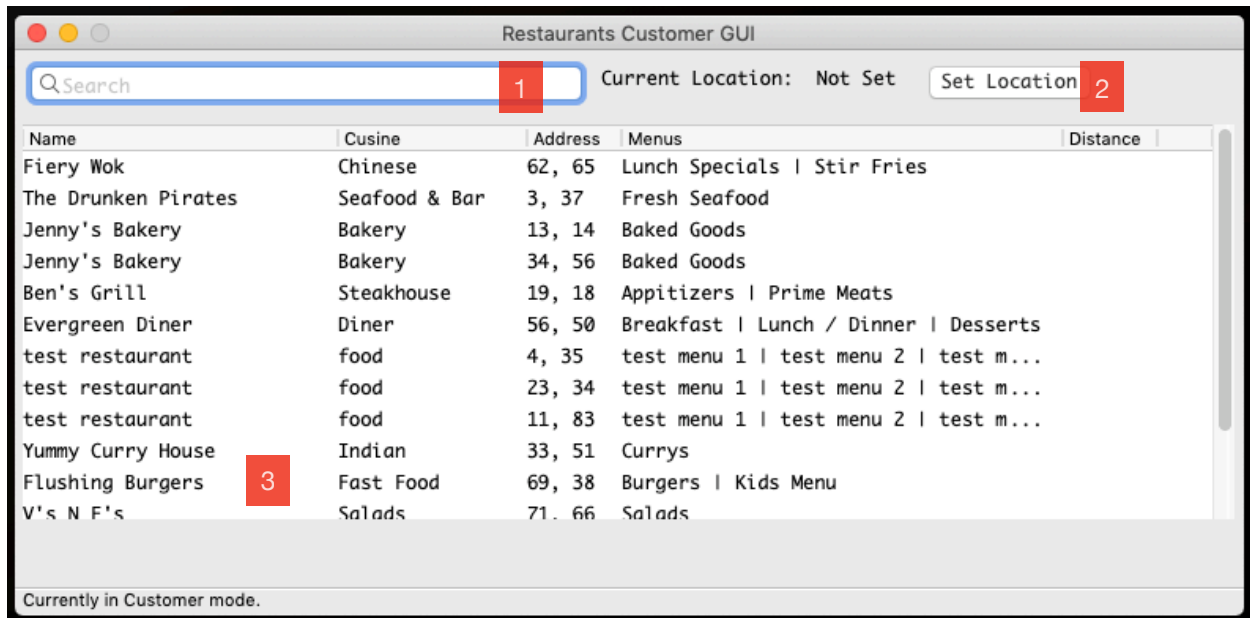 Restaurants Customer GUI
Search 1 Current Location: Not Set Set Location 2
Name Cusine Address Menus Distance
Fiery Wok Chinese 62, 65 Lunch Specials | Stir Fries
The Drunken Pirates Seafood & Bar 3, 37 Fresh Seafood
Jenny's Bakery Bakery 13, 14 Baked Goods
Jenny's Bakery Bakery 34, 56 Baked Goods
Ben's Grill Steakhouse 19, 18 Appitizers | Prime Meats
Evergreen Diner Diner 56, 50 Breakfast | Lunch / Dinner | Desserts
test restaurant food 4, 35 test menu 1 | test menu 2 | test m...
test restaurant food 23, 34 test menu 1 | test menu 2 | test m...
test restaurant food 11, 83 test menu 1 | test menu 2 | test m...
Yummy Curry House Indian 33, 51 Currys
Flushing Burgers 3 Fast Food 69, 38 Burgers | Kids Menu
V's N F's Salads 71, 66 Salads
Currently in Customer mode.